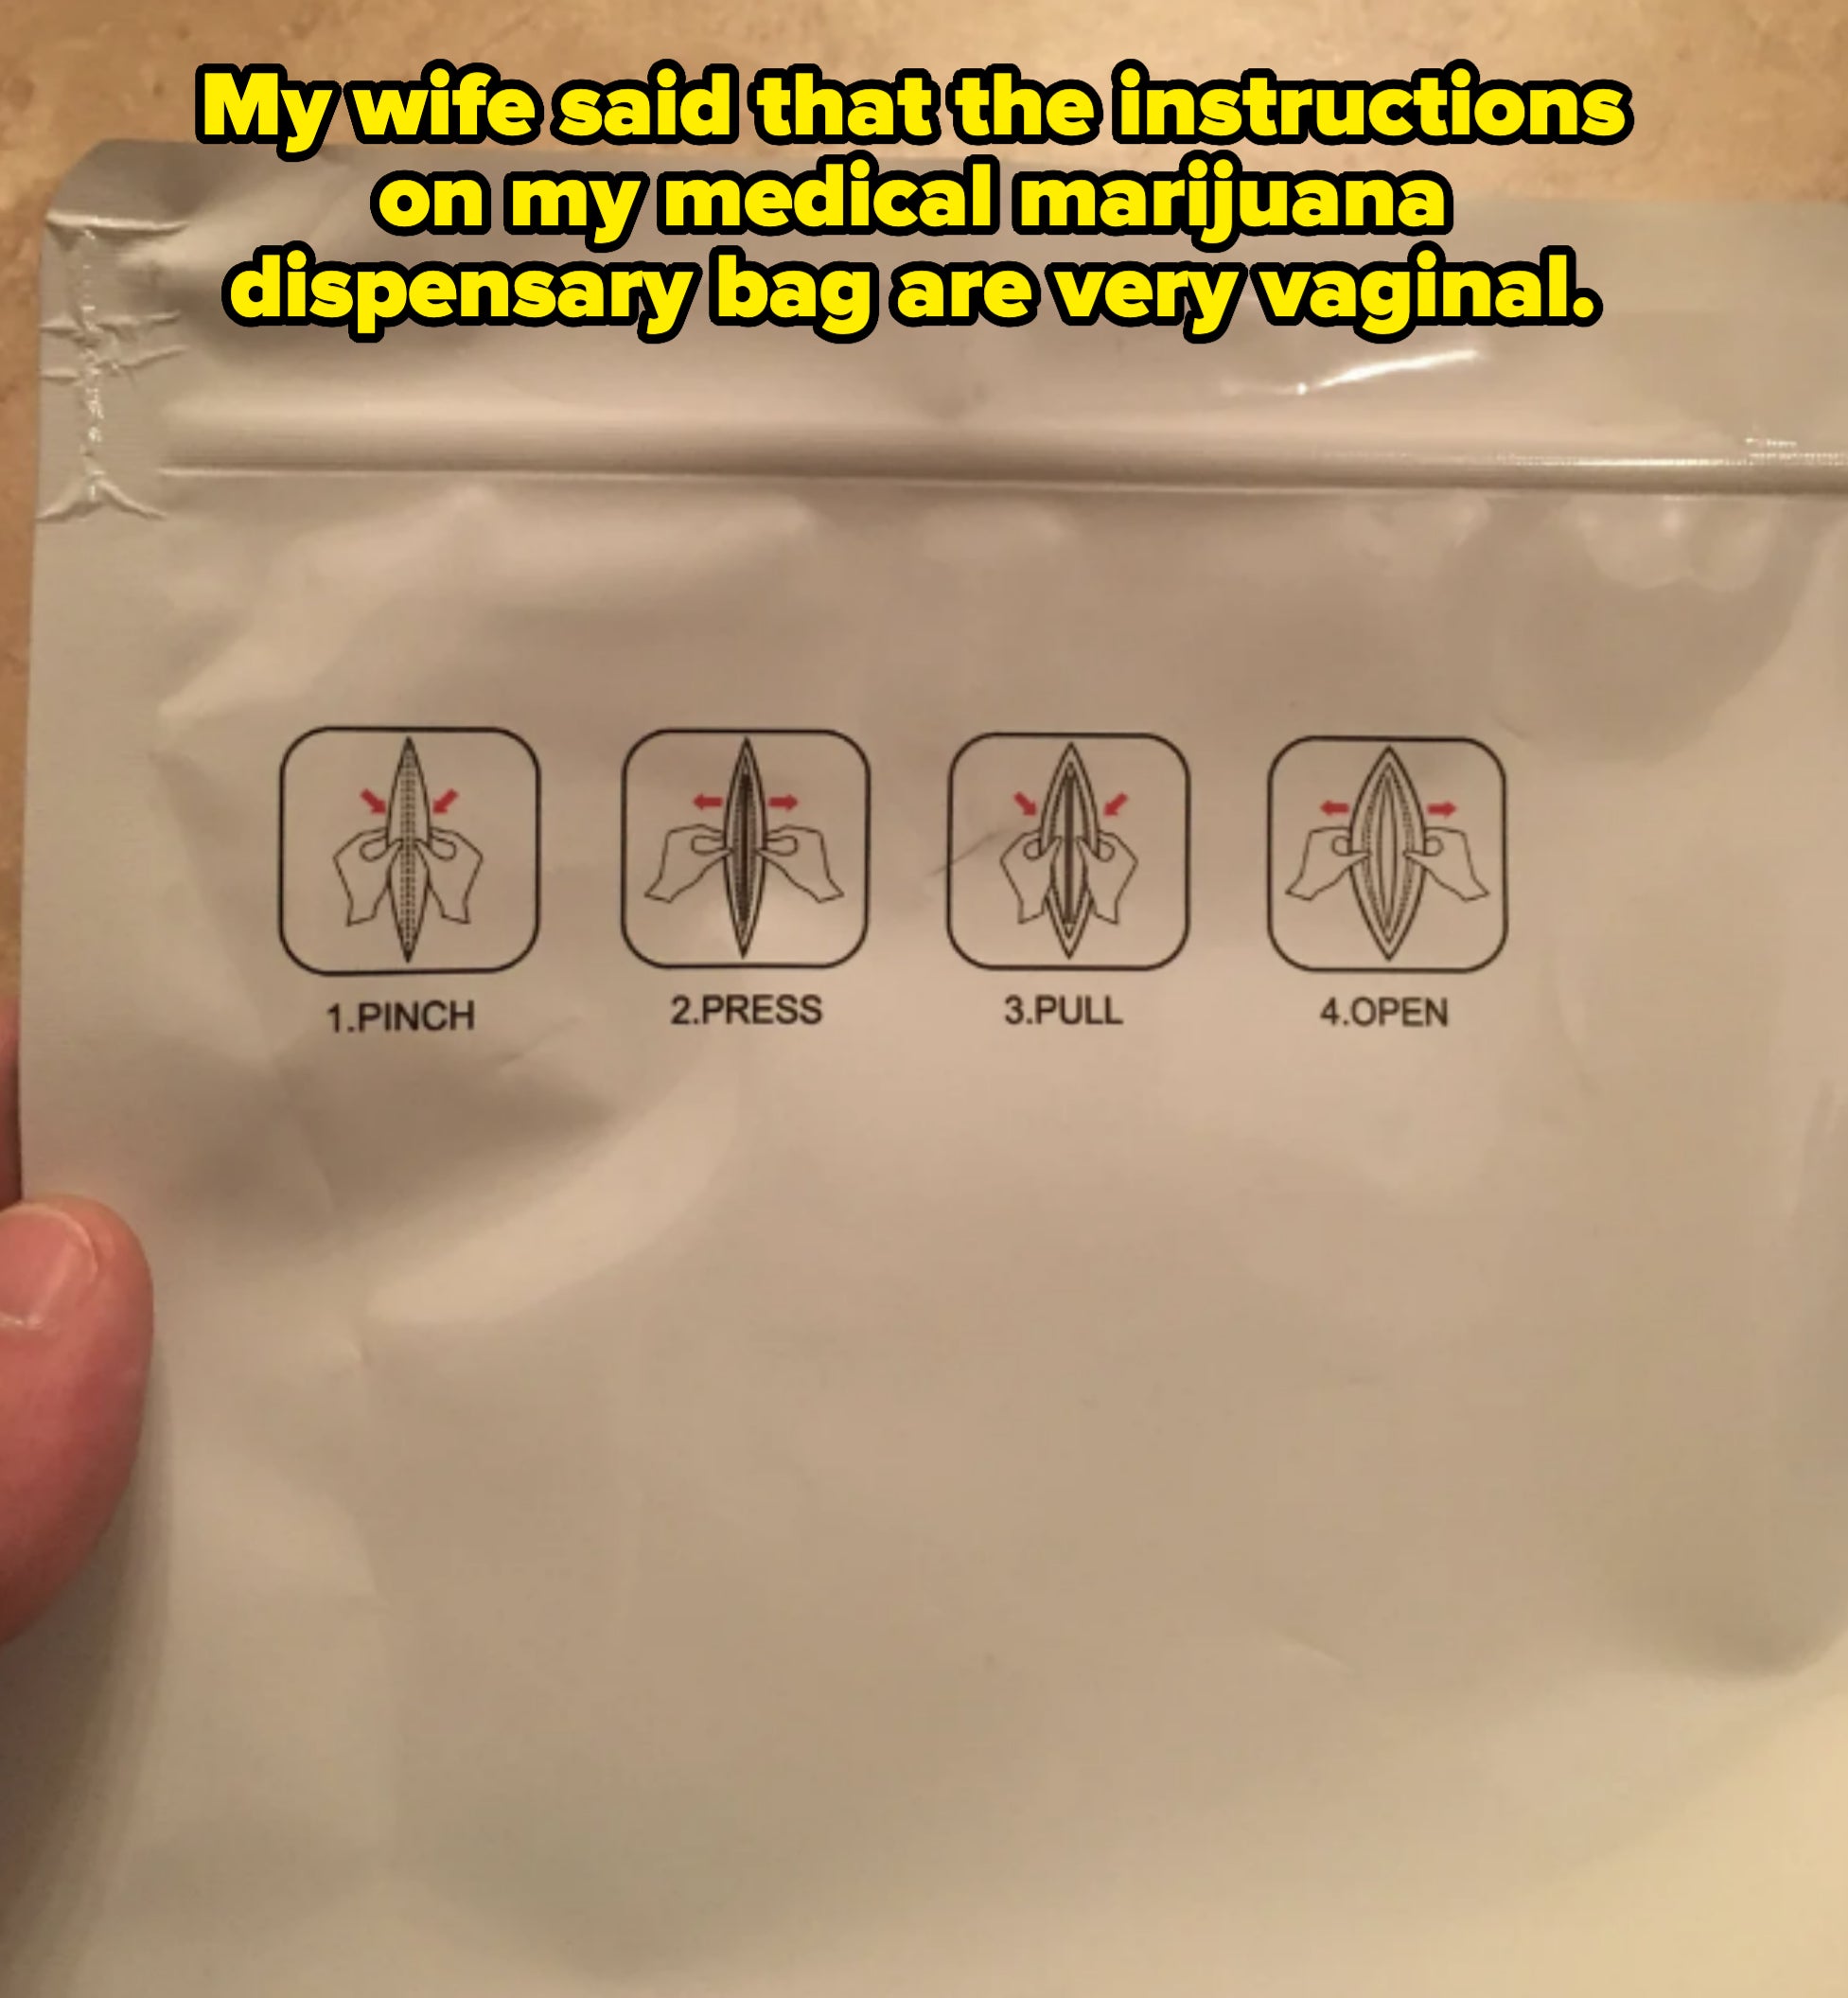 My wife said that the instructions
on my medical marijuana
dispensary bag are very vaginal.
1.PINCH 2.PRESS 3.PULL 4.OPEN